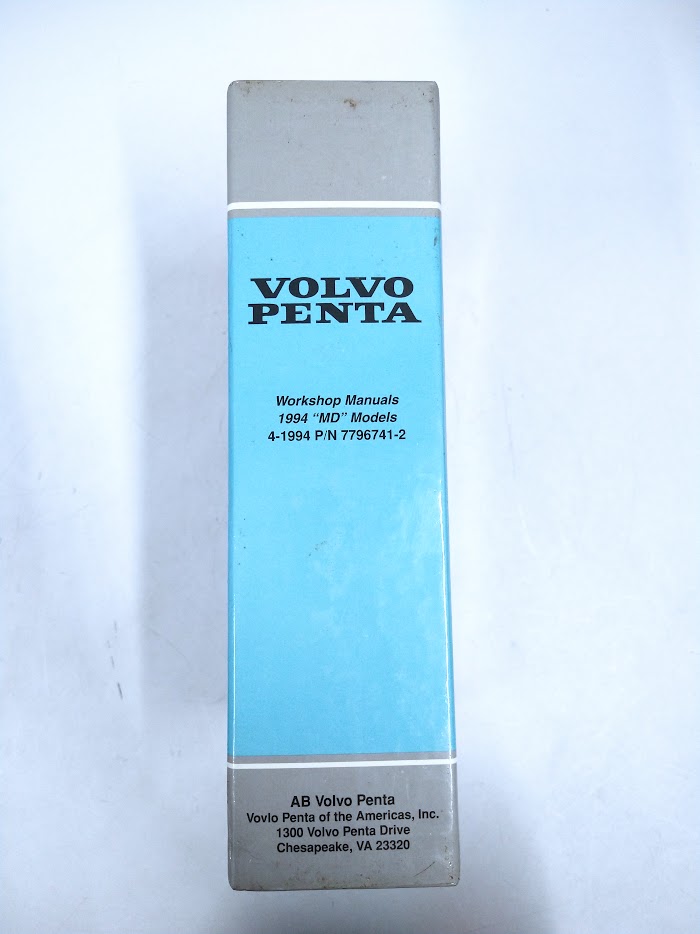 VOLVO
PENTA
Workshop Manuals
1994 “MD” Models
4-1994 P/N 7796741-2
AB Volvo Penta
Vovlo Penta of the Americas, Inc.
1300 Volvo Penta Drive
Chesapeake, VA 23320